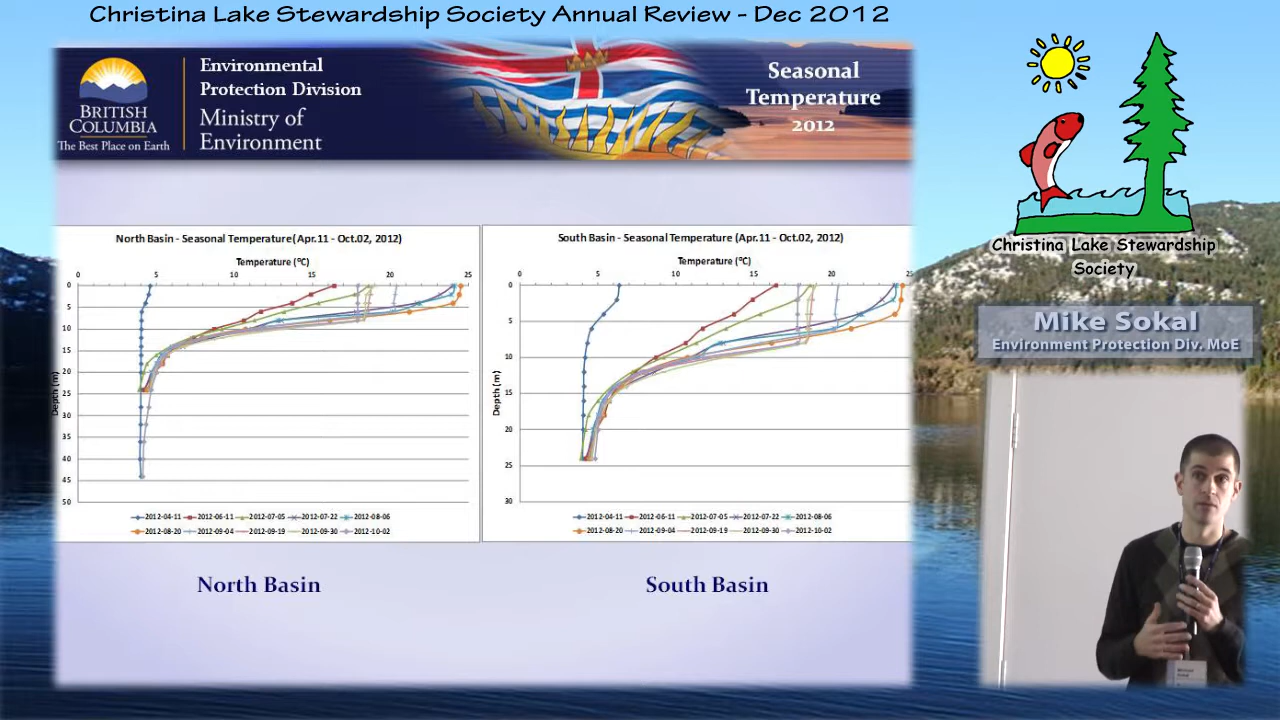 Christina Lake Stewardship Society Annual Review - Dec 2012
BRITISH
COLUMBIA
The Best Place on Earth
Environmental
Protection Division
Ministry of
Environment
Seasonal
Temperature
2012
North Basin - Seasonal Temperature( Apr.11 - Oct.02, 2012)
Temperature (°C)
0 5 10 15 20 25
0
5
10
15
20
25
30
35
40
45
50
Depth (m)
2012-04-11 2012-06-11 2012-07-05 2012-07-22 2012-08-06
2012-08-20 2012-09-04 2012-09-19 2012-09-30 2012-10-02
South Basin - Seasonal Temperature (Apr.11 - Oct.02, 2012)
Temperature (°C)
0 5 10 15 20 25
0
5
10
15
20
25
30
Depth (m)
2012-04-11 2012-06-11 2012-07-05 2012-07-22 2012-08-06
2012-08-20 2012-09-04 2012-09-19 2012-09-30 2012-10-02
North Basin
South Basin
Christina Lake Stewardship
Society
Mike Sokal
Environment Protection Div. MoE